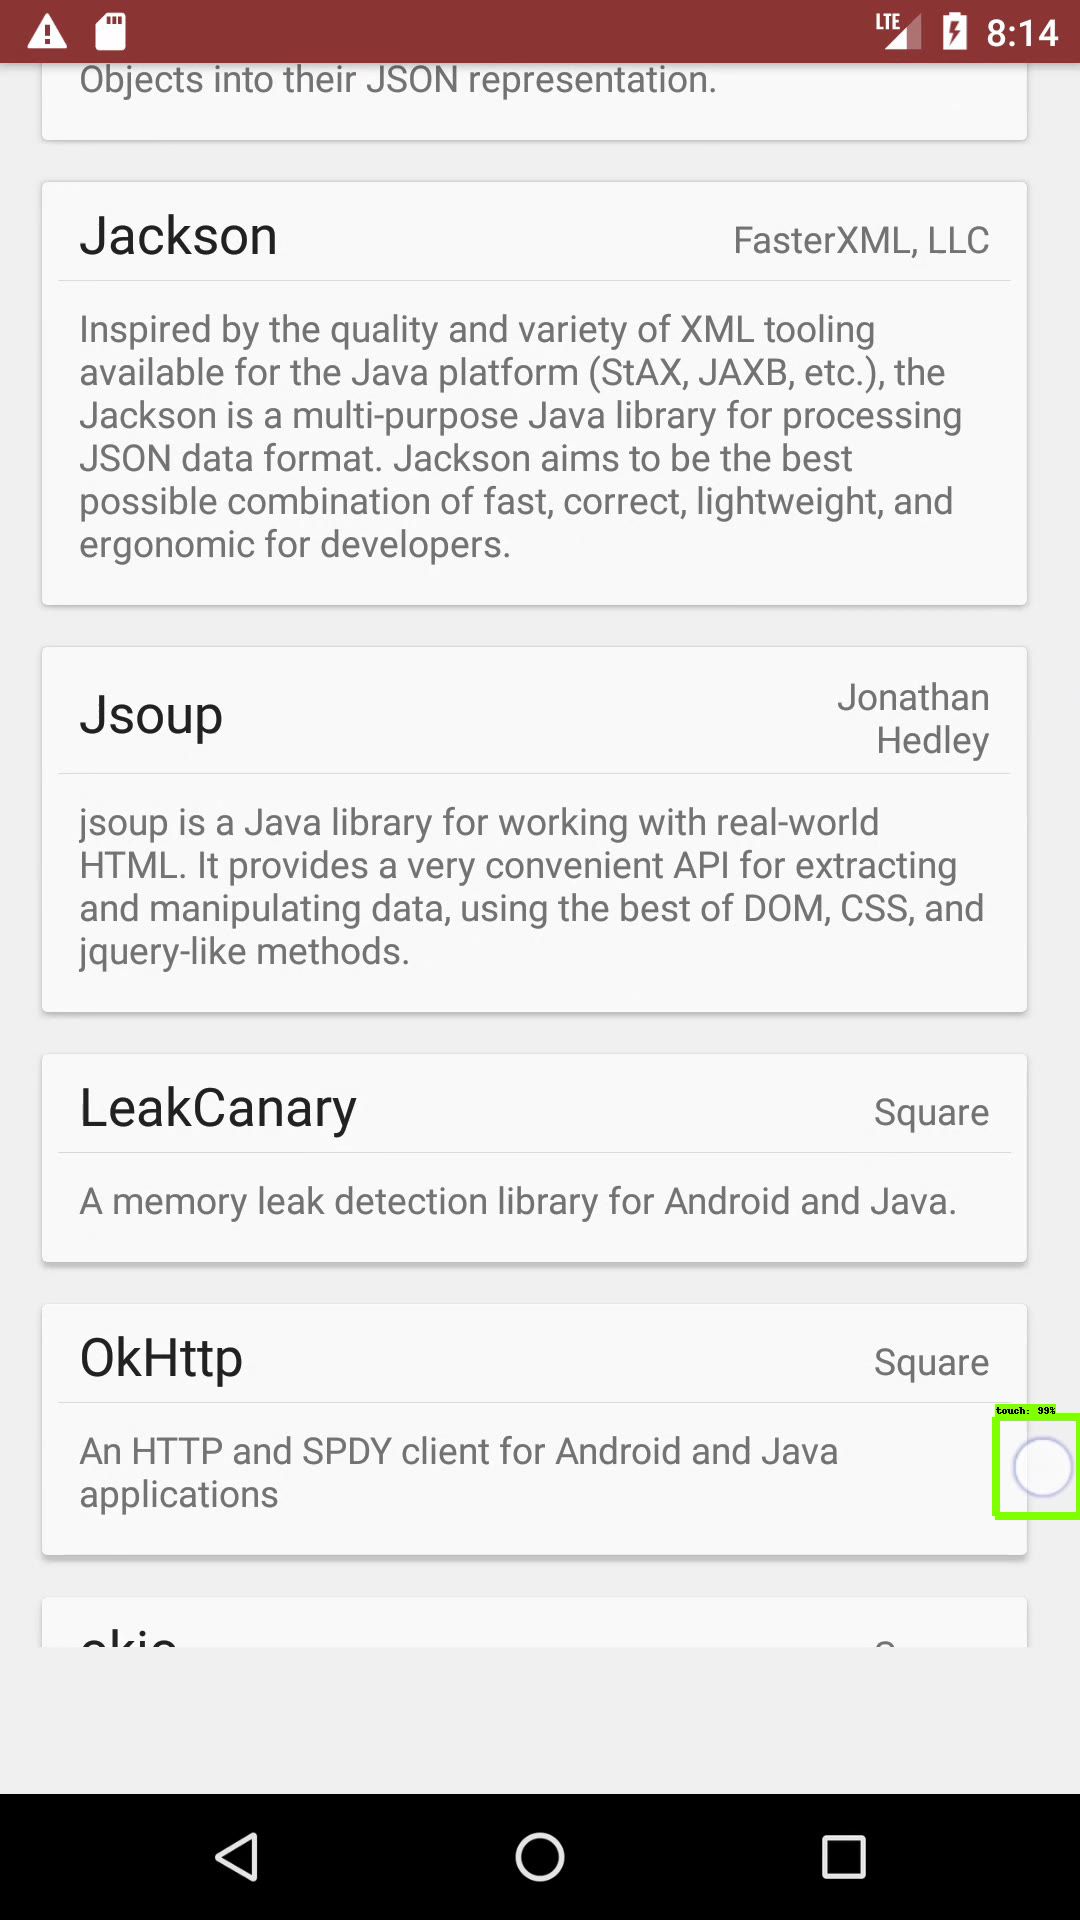 LTE 8:14
Objects into their JSON representation.
Jackson FasterXML, LLC
Inspired by the quality and variety of XML tooling
available for the Java platform (StAX, JAXB, etc.), the
Jackson is a multi-purpose Java library for processing
JSON data format. Jackson aims to be the best
possible combination of fast, correct, lightweight, and
ergonomic for developers.
Jsoup Jonathan
Hedley
jsoup is a Java library for working with real-world
HTML. It provides a very convenient API for extracting
and manipulating data, using the best of DOM, CSS, and
jquery-like methods.
LeakCanary Square
A memory leak detection library for Android and Java.
OkHttp Square
touch: 99%
An HTTP and SPDY client for Android and Java
applications
okio